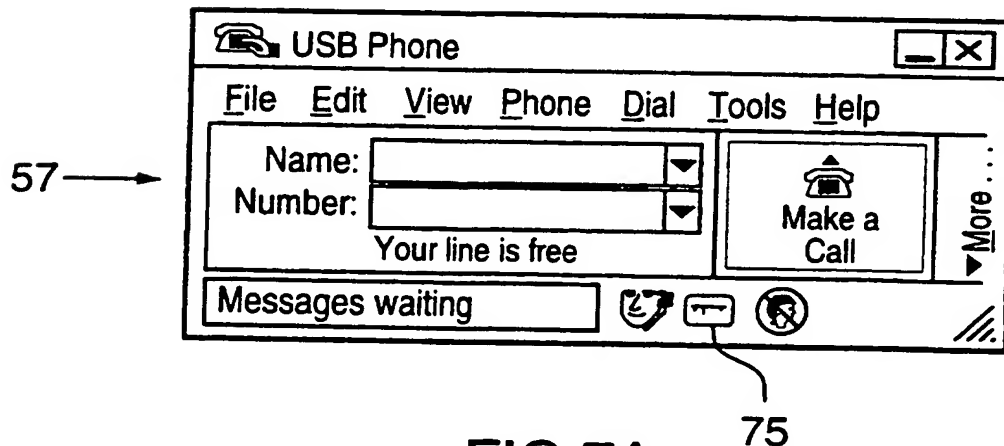 USB Phone
File Edit View Phone Dial Tools Help
57
Name:
Number:
Your line is free
Make a
Call
More...
Messages waiting
75